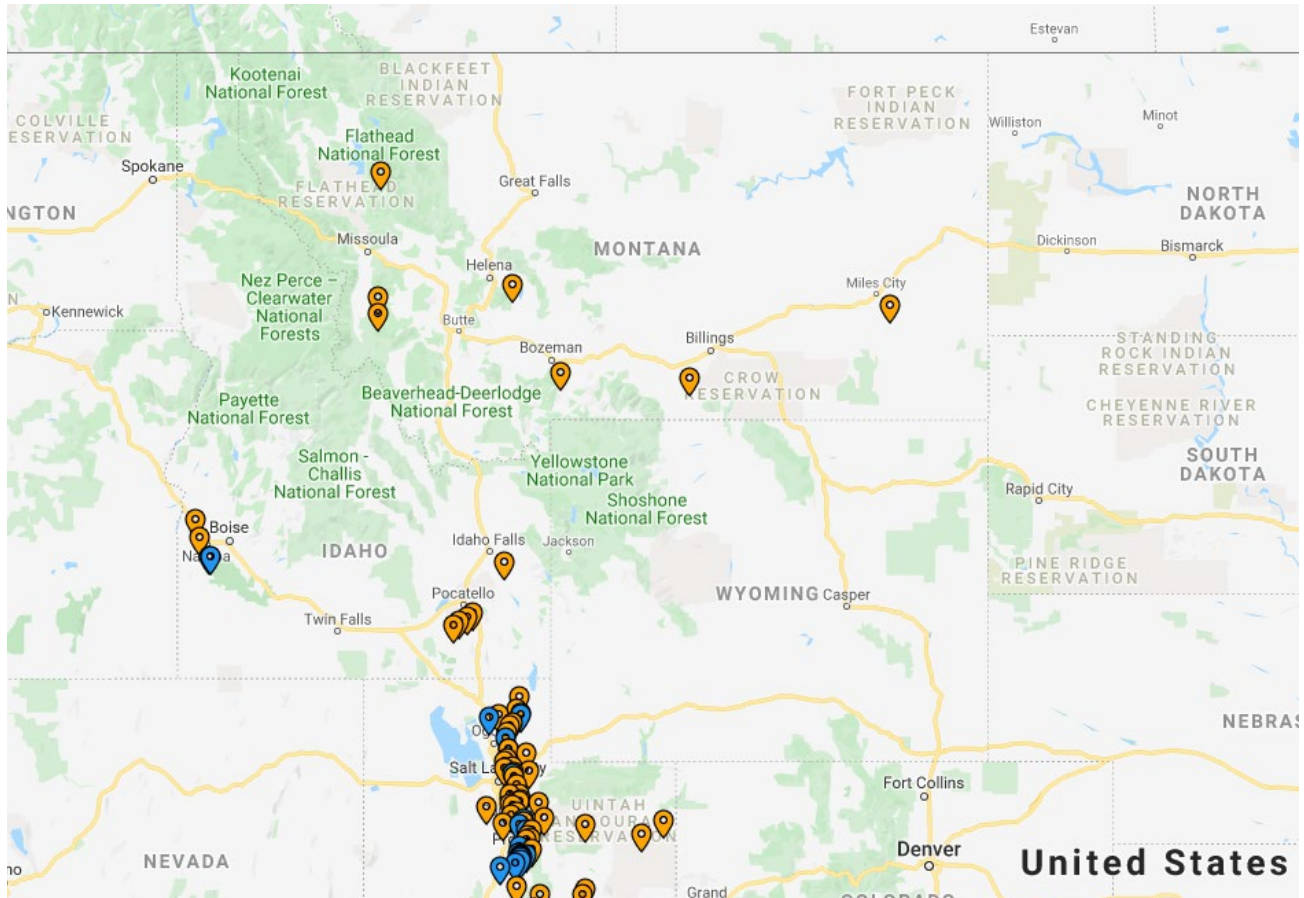 Estevan
Kootenai
National Forest
BLACKFEET
INDIAN
RESERVATION
FORT PECK
INDIAN
RESERVATION
COLVILLE
ESERVATION
Williston
Minot
Flathead
National Forest
Spokane
FLATHEAD
RESERVATION
Great Falls
NORTH
DAKOTA
NGTON
Missoula
MONTANA
Dickinson
Bismarck
Helena
Nez Perce –
Clearwater
National
Forests
Miles City
Kennewick
Butte
Bozeman
Billings
STANDING
ROCK INDIAN
RESERVATION
CROW
RESERVATION
Beaverhead-Deerlodge
National Forest
Payette
National Forest
CHEYENNE RIVER
RESERVATION
Salmon -
Challis
National Forest
Yellowstone
National Park
SOUTH
DAKOTA
Shoshone
National Forest
Rapid City
Boise
IDAHO
Idaho Falls
Jackson
PINE RIDGE
RESERVATION
Pocatello
WYOMING
Casper
Twin Falls
NEBRAS
Fort Collins
UINTAH
NEVADA
Denver
United States
Grand